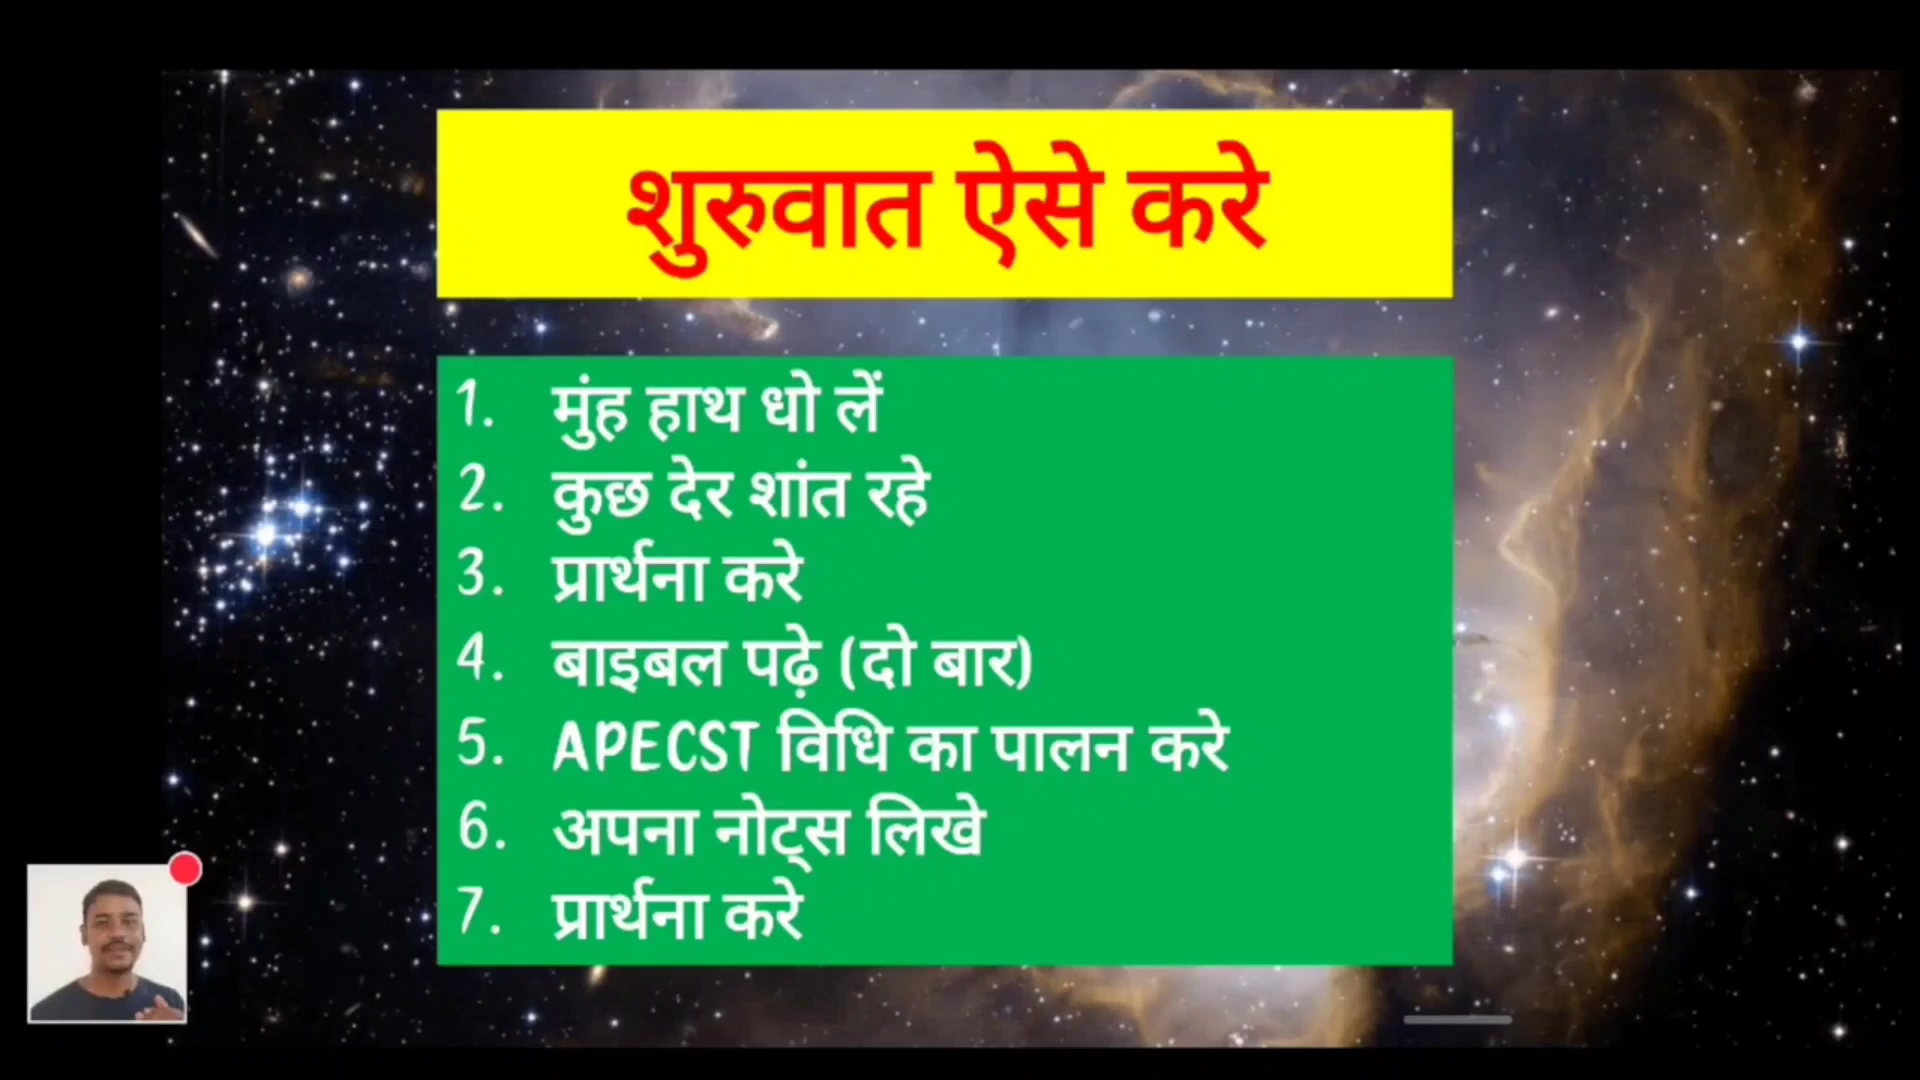 शुरुवात ऐसे करे
1. मुंह हाथ धो लें
2. कुछ देर शांत रहे
3. प्रार्थना करे
4. बाइबल पढ़े (दो बार)
5. APECST विधि का पालन करे
6. अपना नोट्स लिखे
7. प्रार्थना करे